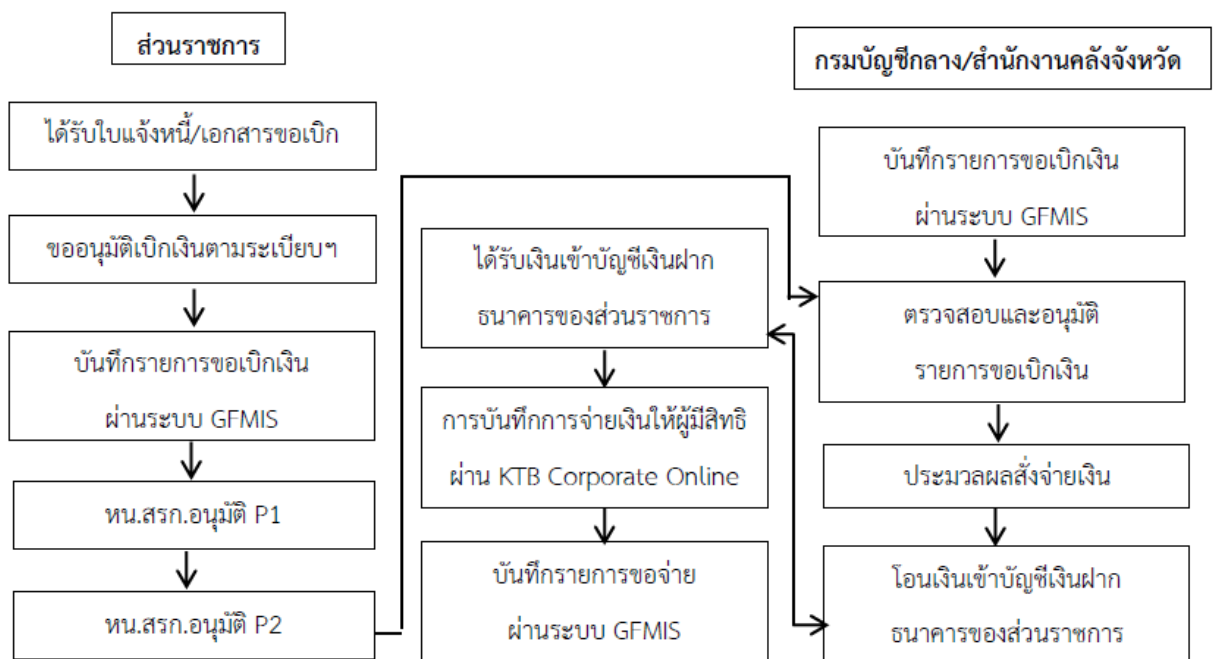 ส่วนราชการ
ได้รับใบแจ้งหนี้/เอกสารขอเบิก
ขออนุมัติเบิกเงินตามระเบียบฯ
บันทึกรายการขอเบิกเงิน
ผ่านระบบ GFMIS
หน.สรก.อนุมัติ P1
หน.สรก.อนุมัติ P2
ได้รับเงินเข้าบัญชีเงินฝาก
ธนาคารของส่วนราชการ
การบันทึกการจ่ายเงินให้ผู้มีสิทธิ
ผ่าน KTB Corporate Online
บันทึกรายการขอจ่าย
ผ่านระบบ GFMIS
กรมบัญชีกลาง/สำนักงานคลังจังหวัด
บันทึกรายการขอเบิกเงิน
ผ่านระบบ GFMIS
ตรวจสอบและอนุมัติ
รายการขอเบิกเงิน
ประมวลผลสั่งจ่ายเงิน
โอนเงินเข้าบัญชีเงินฝาก
ธนาคารของส่วนราชการ